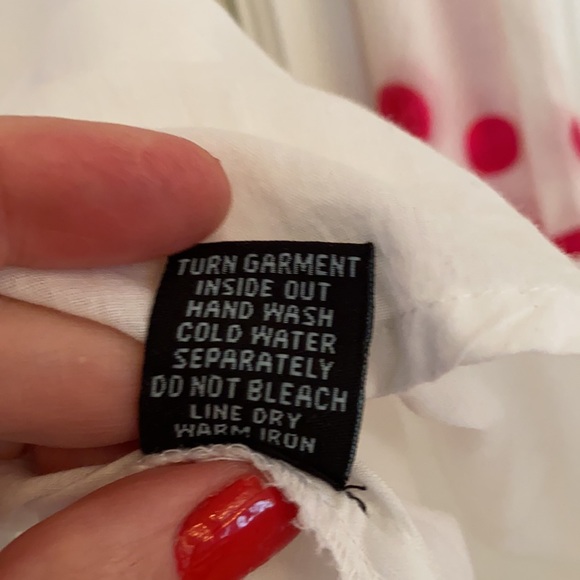 TURN GARMENT
INSIDE OUT
HAND WASH
COLD WATER
SEPARATELY
DO NOT BLEACH
LINE DRY
WARM IRON